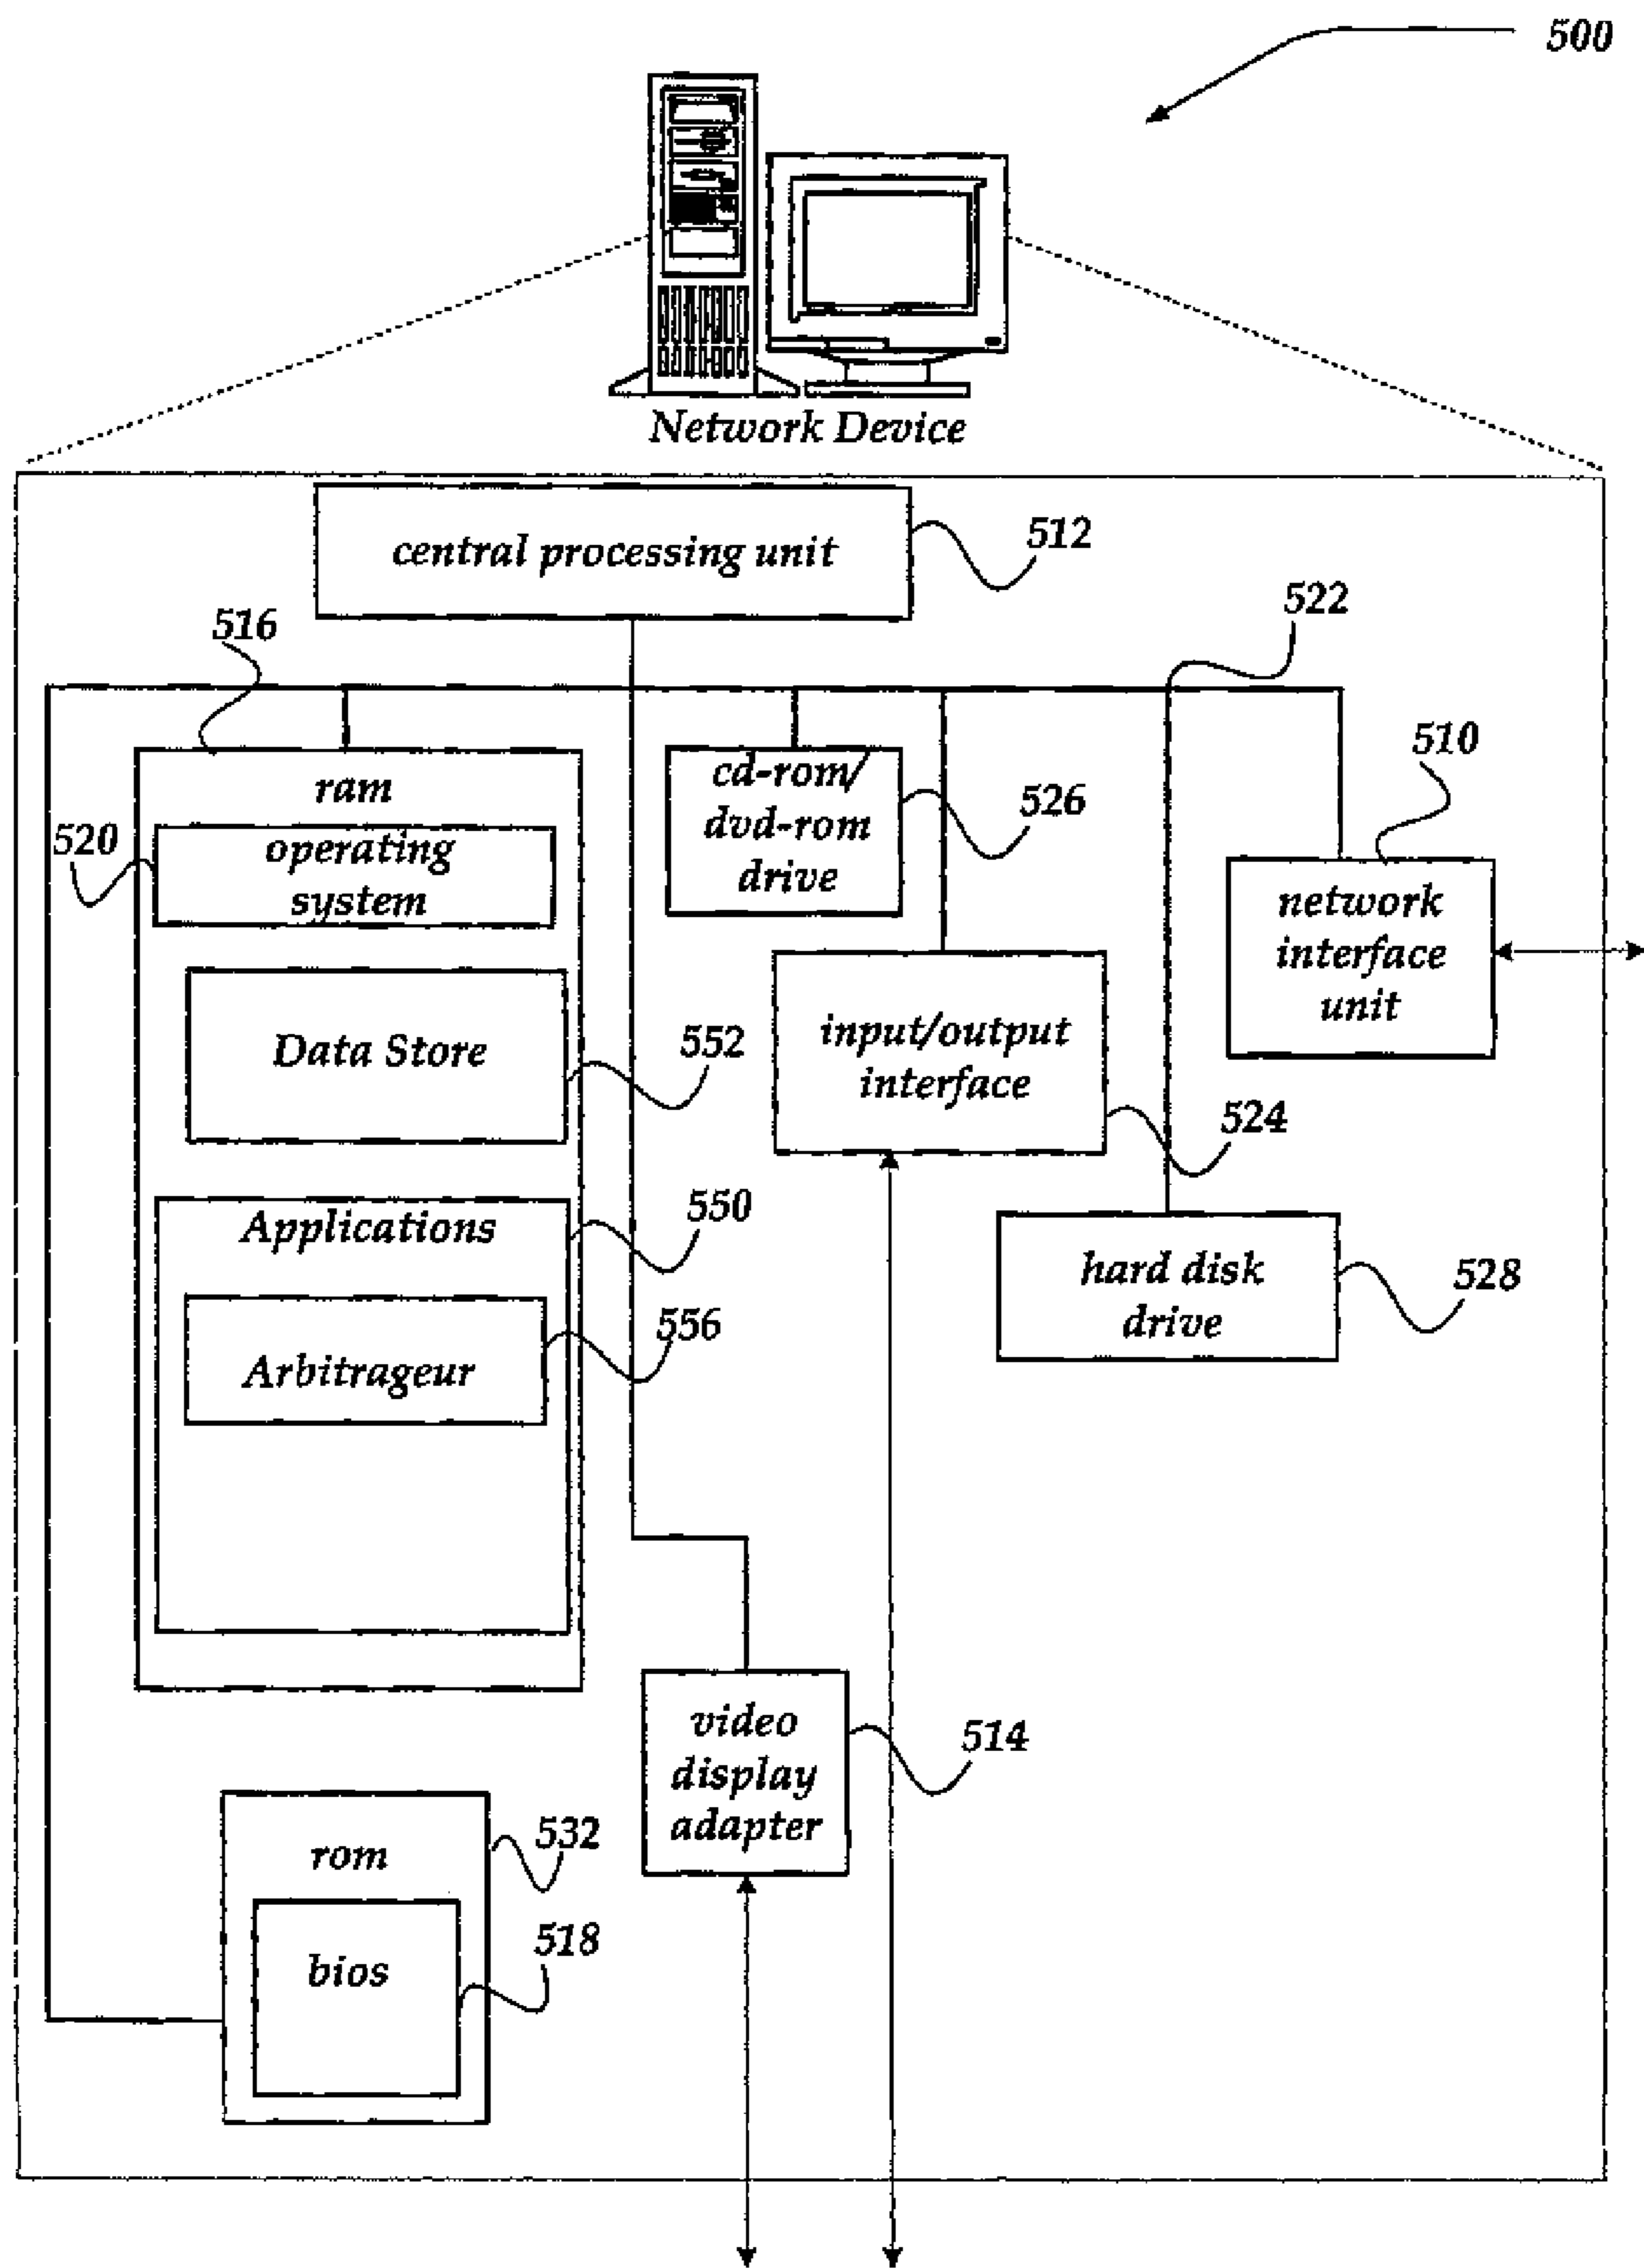 500
Network Device
central processing unit
512
522
516
510
ram
cd-rom/
dvd-rom
drive
526
520
operating
system
network
interface
unit
Data Store
552
input/output
interface
524
Applications
550
hard disk
drive
528
Arbitrageur
556
video
display
adapter
514
rom
532
bios
518